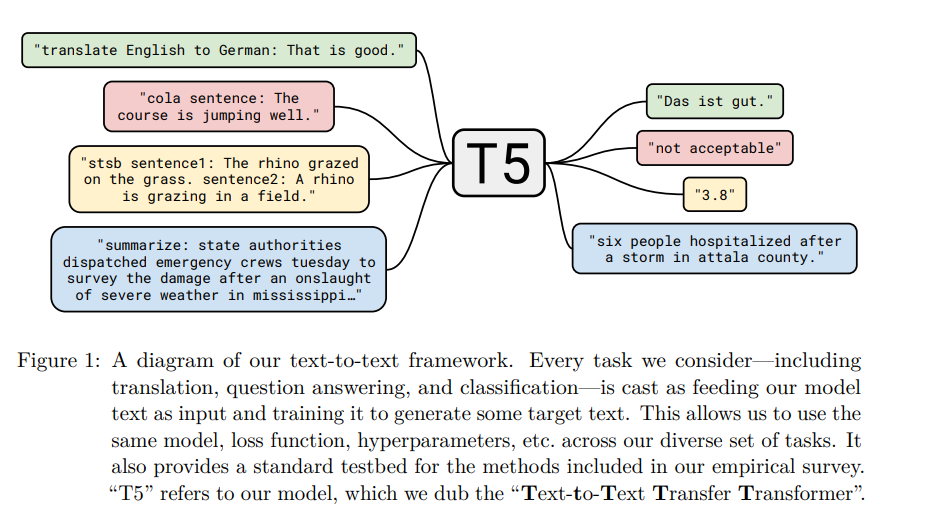 "translate English to German: That is good."
"cola sentence: The
course is jumping well."
"stsb sentence1: The rhino grazed
on the grass. sentence2: A rhino
is grazing in a field."
"summarize: state authorities
dispatched emergency crews tuesday to
survey the damage after an onslaught
of severe weather in mississippi…"
T5
"Das ist gut."
"not acceptable"
"3.8"
"six people hospitalized after
a storm in attala county."
Figure 1: A diagram of our text-to-text framework. Every task we consider—including
translation, question answering, and classification—is cast as feeding our model
text as input and training it to generate some target text. This allows us to use the
same model, loss function, hyperparameters, etc. across our diverse set of tasks. It
also provides a standard testbed for the methods included in our empirical survey.
“T5” refers to our model, which we dub the “Text-to-Text Transfer Transformer”.